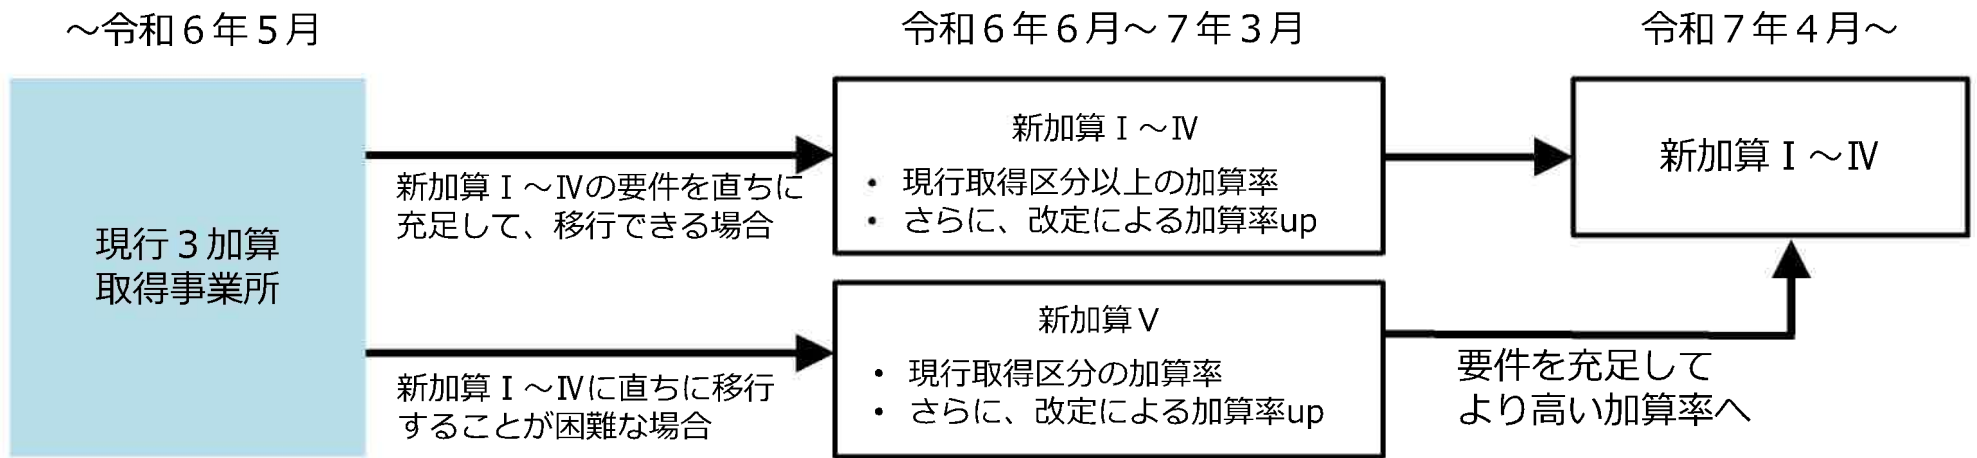 ～令和６年５月
令和６年６月～７年３月
令和７年４月～
現行３加算
取得事業所
新加算Ⅰ～Ⅳの要件を直ちに
充足して、移行できる場合
新加算Ⅰ～Ⅳに直ちに移行
することが困難な場合
新加算Ⅰ～Ⅳ
・ 現行取得区分以上の加算率
・ さらに、改定による加算率up
新加算Ⅴ
・ 現行取得区分の加算率
・ さらに、改定による加算率up
要件を充足して
より高い加算率へ
新加算Ⅰ～Ⅳ